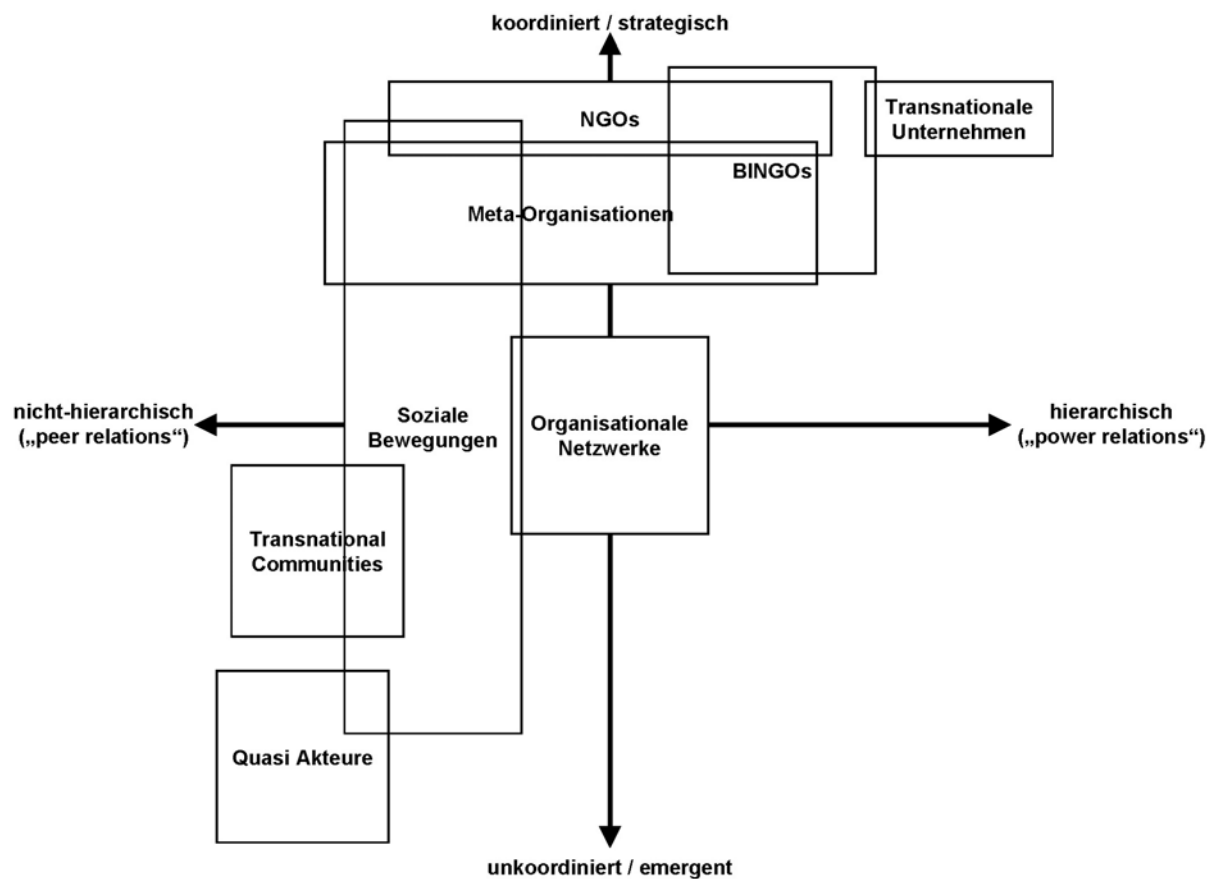 koordiniert / strategisch
NGOs
Transnationale
Unternehmen
BINGOs
Meta-Organisationen
nicht-hierarchisch
(„peer relations“)
Soziale
Bewegungen
Organisationale
Netzwerke
hierarchisch
(„power relations“)
Transnational
Communities
Quasi Akteure
unkoordiniert / emergent